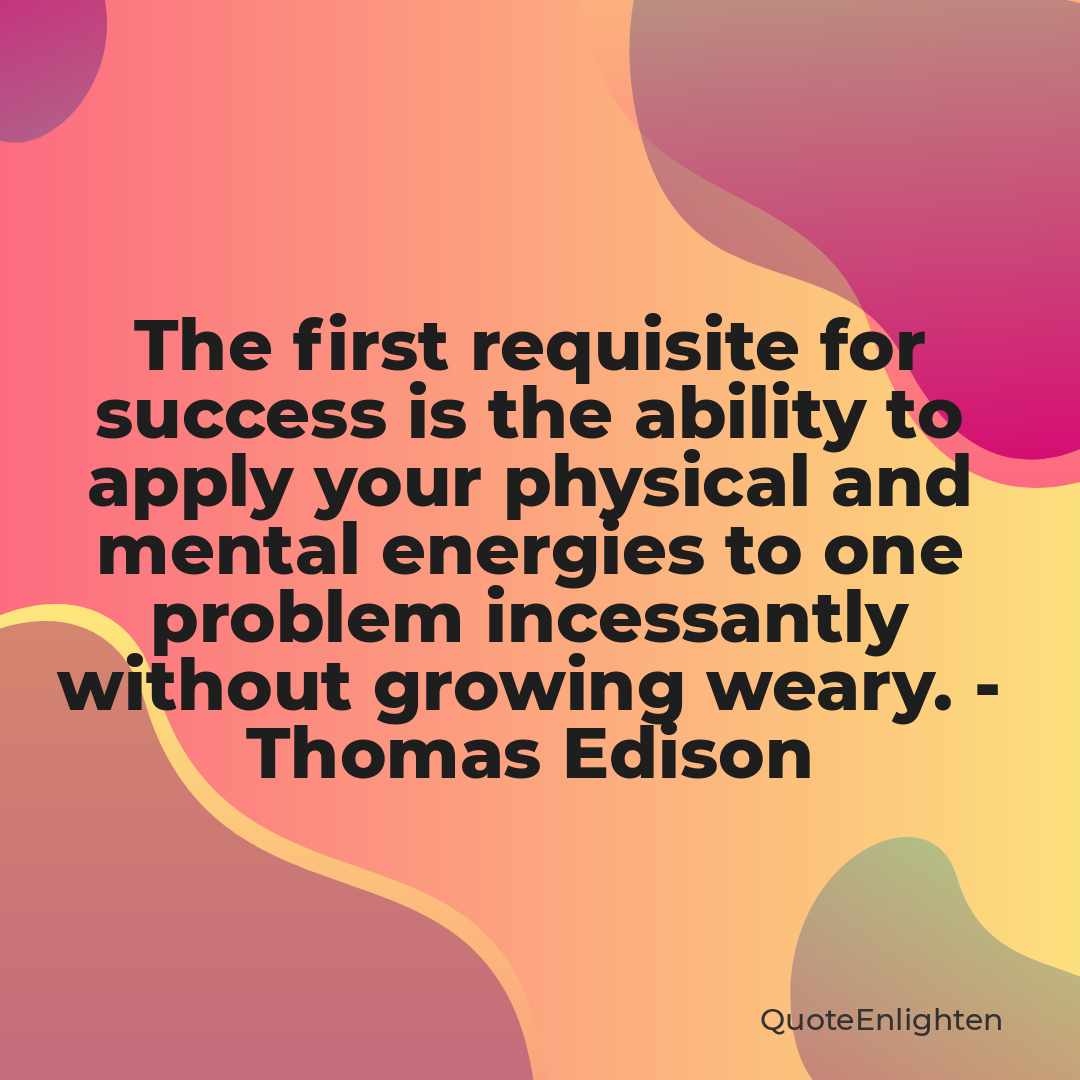 The first requisite for
success is the ability to
apply your physical and
mental energies to one
problem incessantly
without growing weary. -
Thomas Edison
QuoteEnlighten